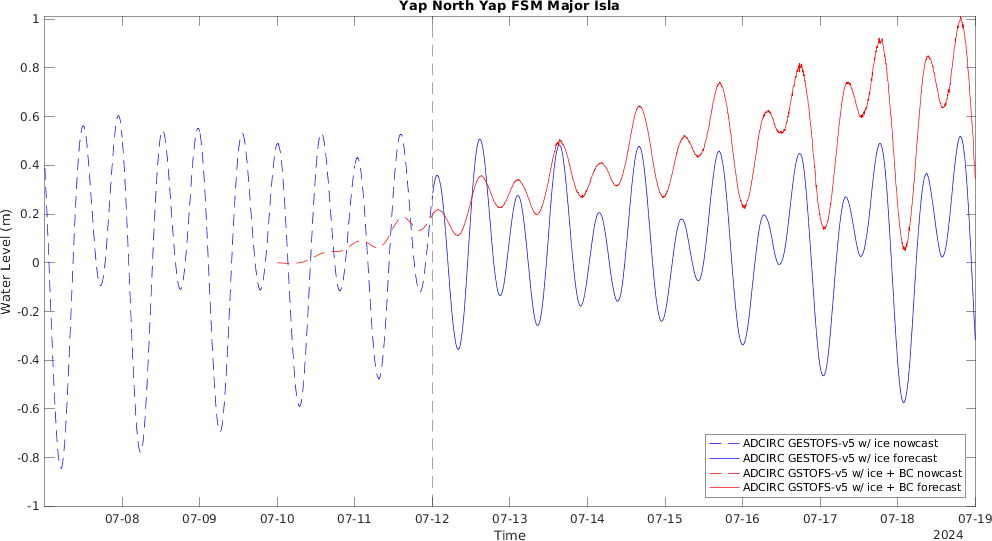 Yap North Yap FSM Major Isla
1
0.8
0.6
0.4
0.2
0
-0.2
-0.4
-0.6
-0.8
-1
Water Level (m)
ADCIRC GESTOFS-v5 w/ ice nowcast
ADCIRC GESTOFS-v5 w/ ice forecast
ADCIRC GSTOFS-v5 w/ ice + BC nowcast
ADCIRC GSTOFS-v5 w/ ice + BC forecast
07-08 07-09 07-10 07-11 07-12 07-13 07-14 07-15 07-16 07-17 07-18 07-19
Time
2024